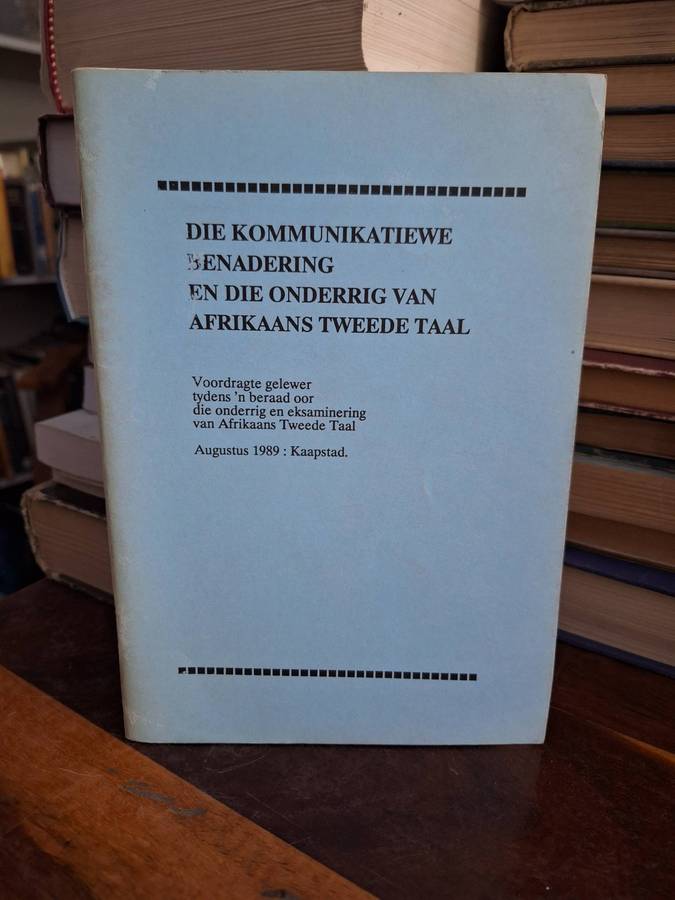 DIE KOMMUNIKATIEWE
BENADERING
EN DIE ONDERRIG VAN
AFRIKAANS TWEEDE TAAL
Voordragte gelewer
tydens 'n beraad oor
die onderrig en eksaminering
van Afrikaans Tweede Taal
Augustus 1989 : Kaapstad.